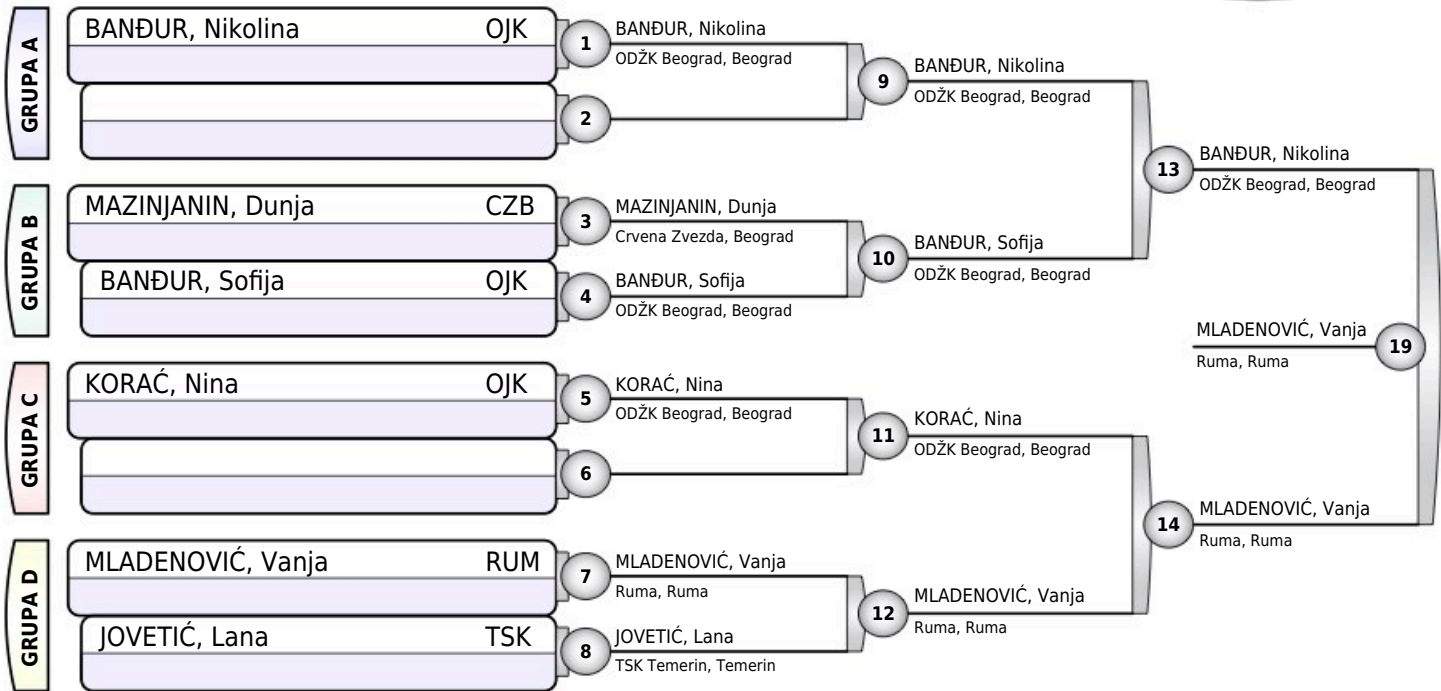 GRUPA A
BANĐUR, Nikolina OJK
1
BANĐUR, Nikolina
ODŽK Beograd, Beograd
2
9
BANĐUR, Nikolina
ODŽK Beograd, Beograd
GRUPA B
MAZINJANIN, Dunja CZB
3
MAZINJANIN, Dunja
Crvena Zvezda, Beograd
BANĐUR, Sofija OJK
4
BANĐUR, Sofija
ODŽK Beograd, Beograd
10
BANĐUR, Sofija
ODŽK Beograd, Beograd
13
BANĐUR, Nikolina
ODŽK Beograd, Beograd
GRUPA C
KORAĆ, Nina OJK
5
KORAĆ, Nina
ODŽK Beograd, Beograd
6
11
KORAĆ, Nina
ODŽK Beograd, Beograd
GRUPA D
MLADENOVIĆ, Vanja RUM
7
MLADENOVIĆ, Vanja
Ruma, Ruma
JOVETIĆ, Lana TSK
8
JOVETIĆ, Lana
TSK Temerin, Temerin
12
MLADENOVIĆ, Vanja
Ruma, Ruma
14
MLADENOVIĆ, Vanja
Ruma, Ruma
MLADENOVIĆ, Vanja
Ruma, Ruma
19